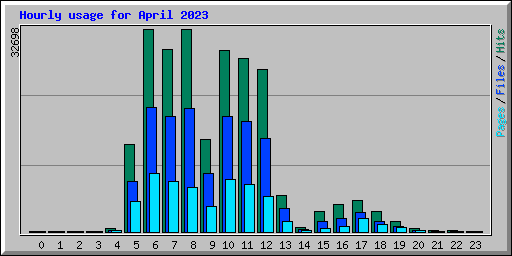 Hourly usage for April 2023
32698
Pages / Files / Hits
0 1 2 3 4 5 6 7 8 9 10 11 12 13 14 15 16 17 18 19 20 21 22 23